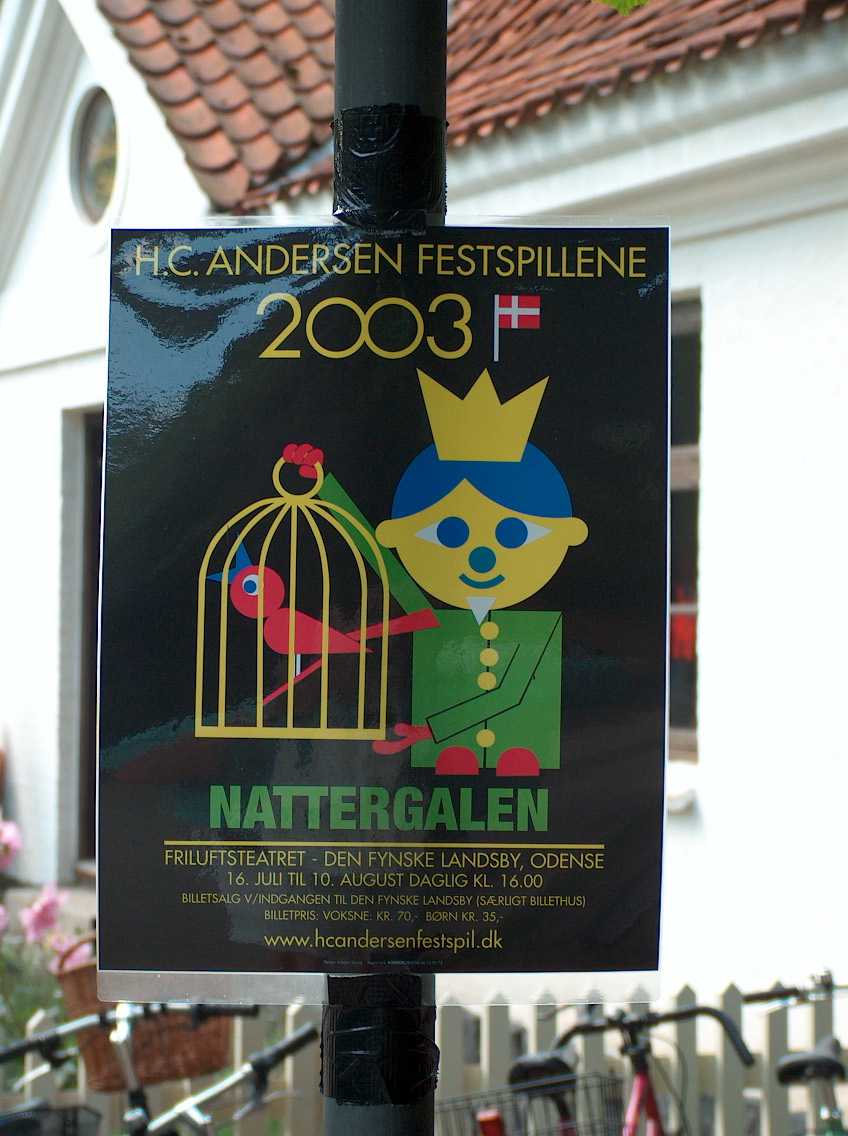 H.C. ANDERSEN FESTSPILLENE
2003
NATTERGALEN
FRILUFTSTEATRET - DEN FYNSKE LANDSBY, ODENSE
16. JULI TIL 10. AUGUST DAGLIG KL. 16.00
BILLETSALG V/INDGANGEN TIL DEN FYNSKE LANDSBY (SÆRLIGT BILLETHUS)
BILLETPRIS: VOKSNE: KR. 70,- BØRN KR. 35,-
www.hcandersenfestspil.dk